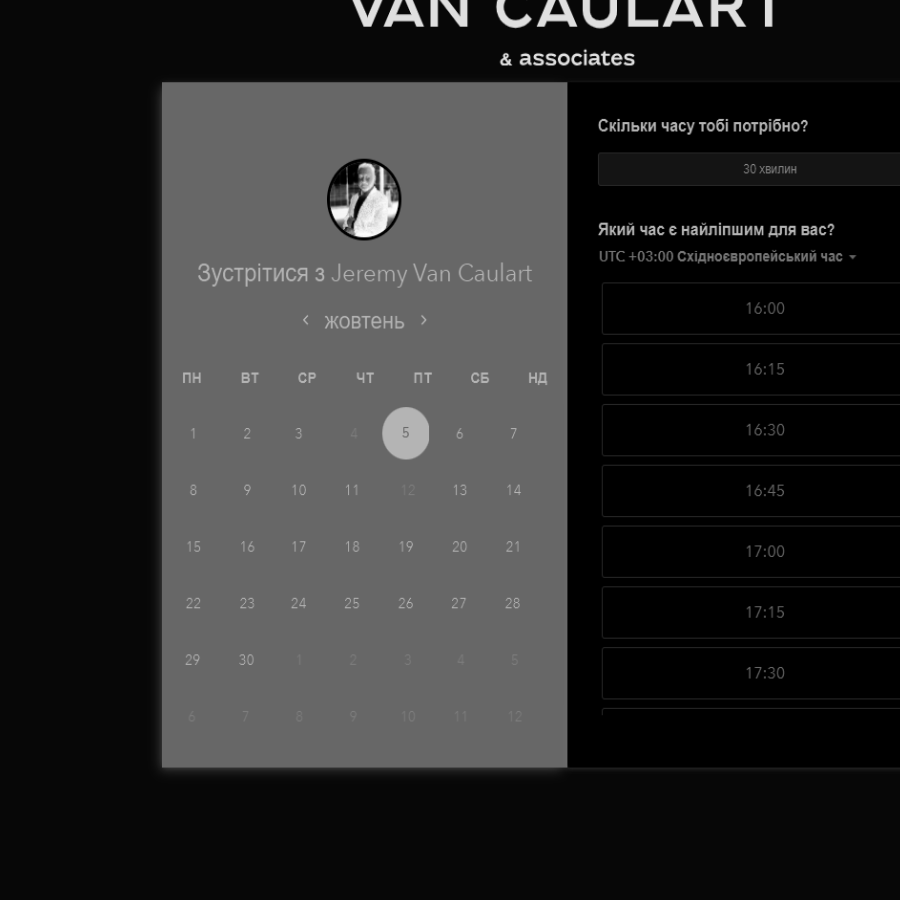 VAN CAULART
& associates
Зустрітися з Jeremy Van Caulart
жовтень
ПН ВТ СР ЧТ ПТ СБ НД
1 2 3 4 5 6 7
8 9 10 11 12 13 14
15 16 17 18 19 20 21
22 23 24 25 26 27 28
29 30 1 2 3 4 5
6 7 8 9 10 11 12
Скільки часу тобі потрібно?
30 хвилин
Який час є найліпшим для вас?
UTC +03:00 Східноєвропейський час
16:00
16:15
16:30
16:45
17:00
17:15
17:30